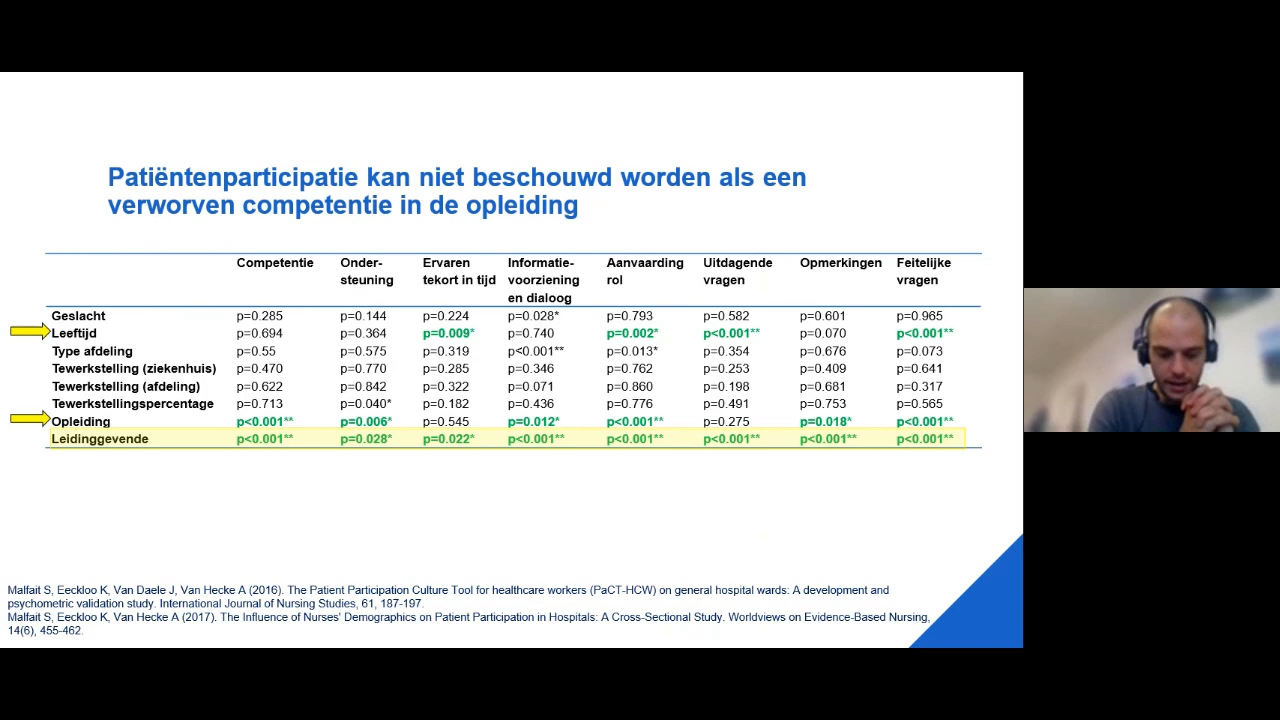 Patiëntenparticipatie kan niet beschouwd worden als een
verworven competentie in de opleiding
Competentie Onder- Ervaren Informatie- Aanvaarding Uitdagende Opmerkingen Feitelijke
steuning tekort in tijd voorziening rol vragen vragen
en dialoog
Geslacht p=0.285 p=0.144 p=0.224 p=0.028* p=0.793 p=0.582 p=0.601 p=0.965
Leeftijd p=0.694 p=0.364 p=0.009* p=0.740 p=0.002* p<0.001** p=0.070 p<0.001**
Type afdeling p=0.55 p=0.575 p=0.319 p<0.001** p=0.013* p=0.354 p=0.676 p=0.073
Tewerkstelling (ziekenhuis) p=0.470 p=0.770 p=0.285 p=0.346 p=0.762 p=0.253 p=0.409 p=0.641
Tewerkstelling (afdeling) p=0.622 p=0.842 p=0.322 p=0.071 p=0.860 p=0.198 p=0.681 p=0.317
Tewerkstellingspercentage p=0.713 p=0.040* p=0.182 p=0.436 p=0.776 p=0.491 p=0.753 p=0.565
Opleiding p<0.001** p=0.006* p=0.545 p=0.012* p<0.001** p=0.275 p=0.018* p<0.001**
Leidinggevende p<0.001** p=0.028* p=0.022* p<0.001** p<0.001** p<0.001** p<0.001** p<0.001**
Malfait S, Eeckloo K, Van Daele J, Van Hecke A (2016). The Patient Participation Culture Tool for healthcare workers (PaCT-HCW) on general hospital wards: A development and
psychometric validation study. International Journal of Nursing Studies, 61, 187-197.
Malfait S, Eeckloo K, Van Hecke A (2017). The Influence of Nurses' Demographics on Patient Participation in Hospitals: A Cross-Sectional Study. Worldviews on Evidence-Based Nursing,
14(6), 455-462.